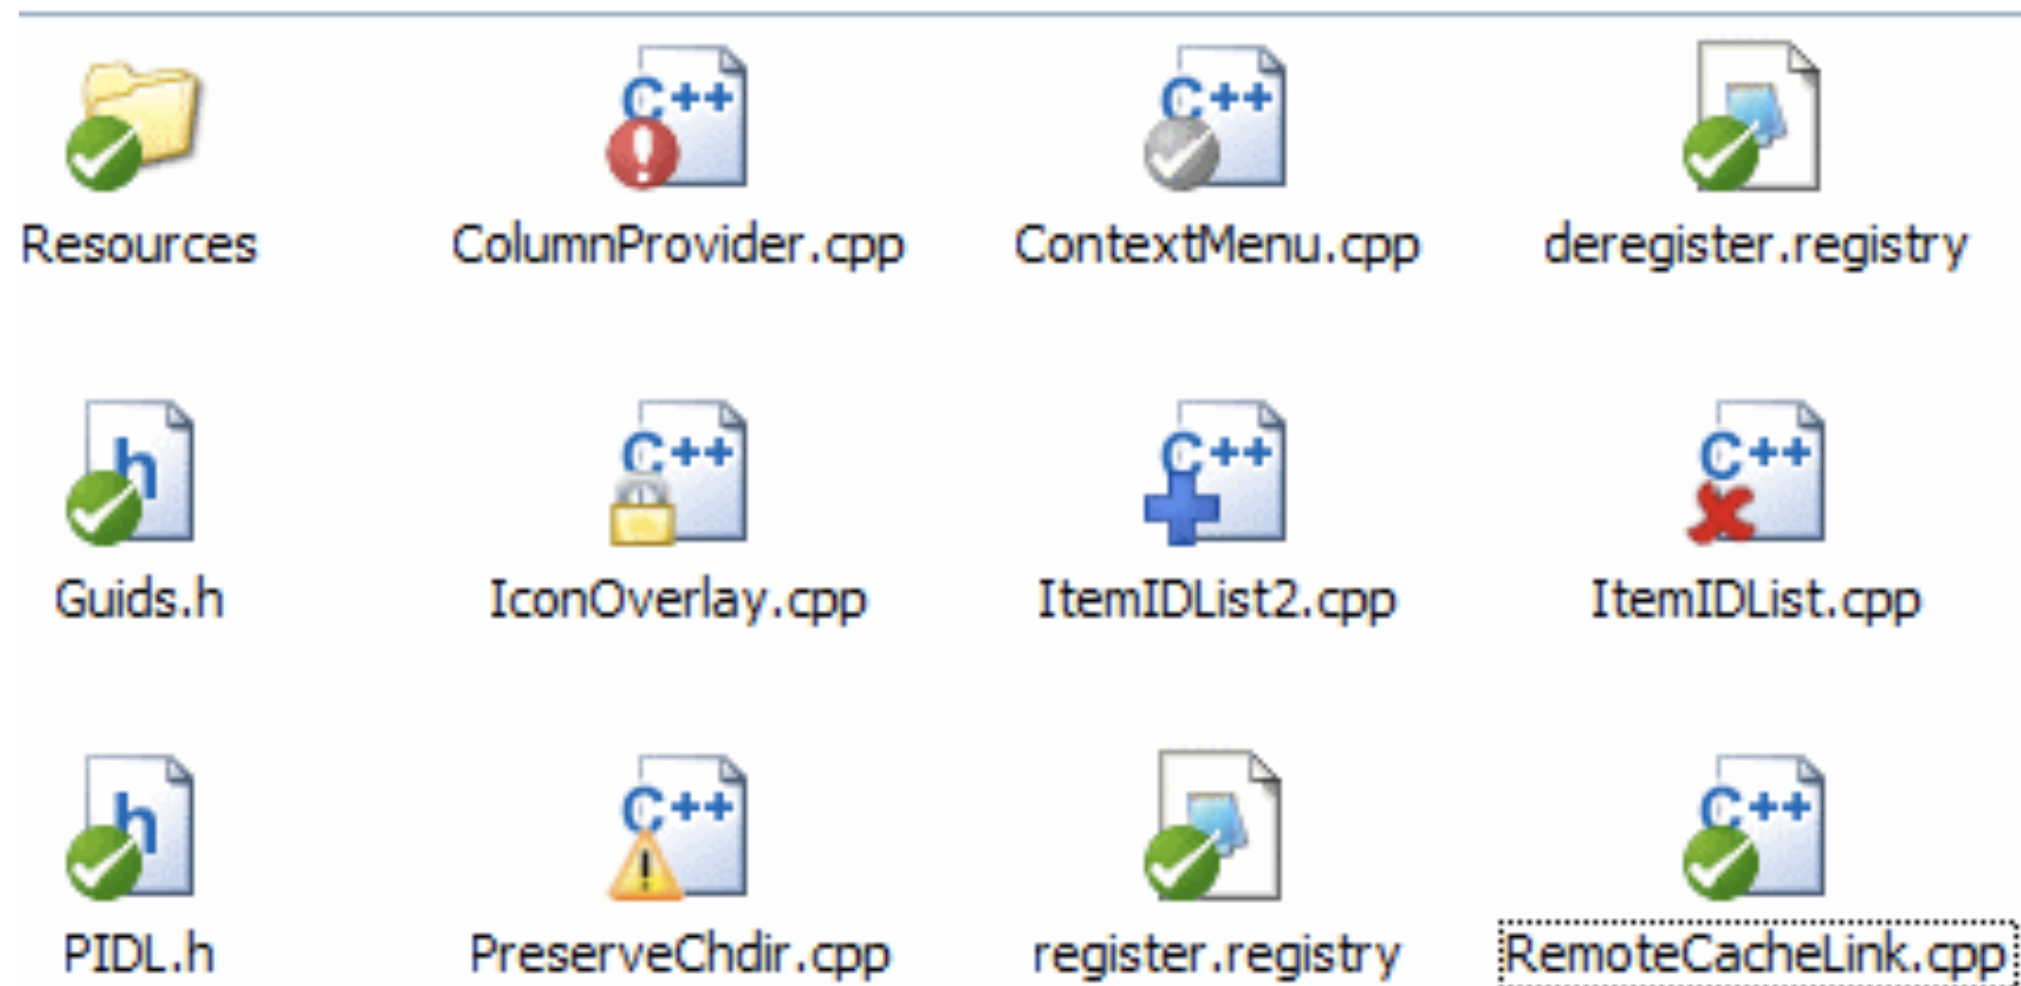 Resources
ColumnProvider.cpp
ContextMenu.cpp
deregister.registry
Guids.h
IconOverlay.cpp
ItemIDList2.cpp
ItemIDList.cpp
PIDL.h
PreserveChdir.cpp
register.registry
RemoteCacheLink.cpp
C++
C++
h
C++
C++
C++
h
C++
C++